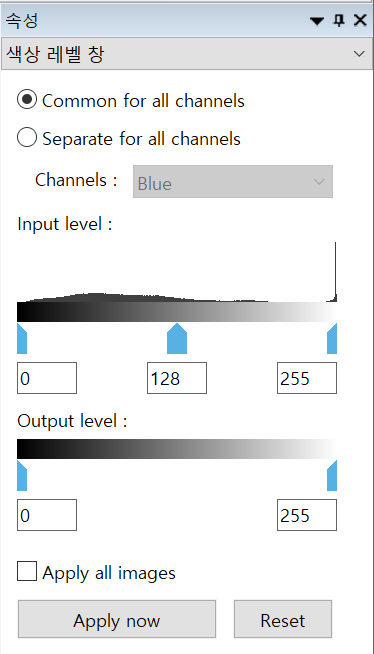 속성
색상 레벨 창
Common for all channels
Separate for all channels
Channels : Blue
Input level :
0 128 255
Output level :
0 255
Apply all images
Apply now Reset